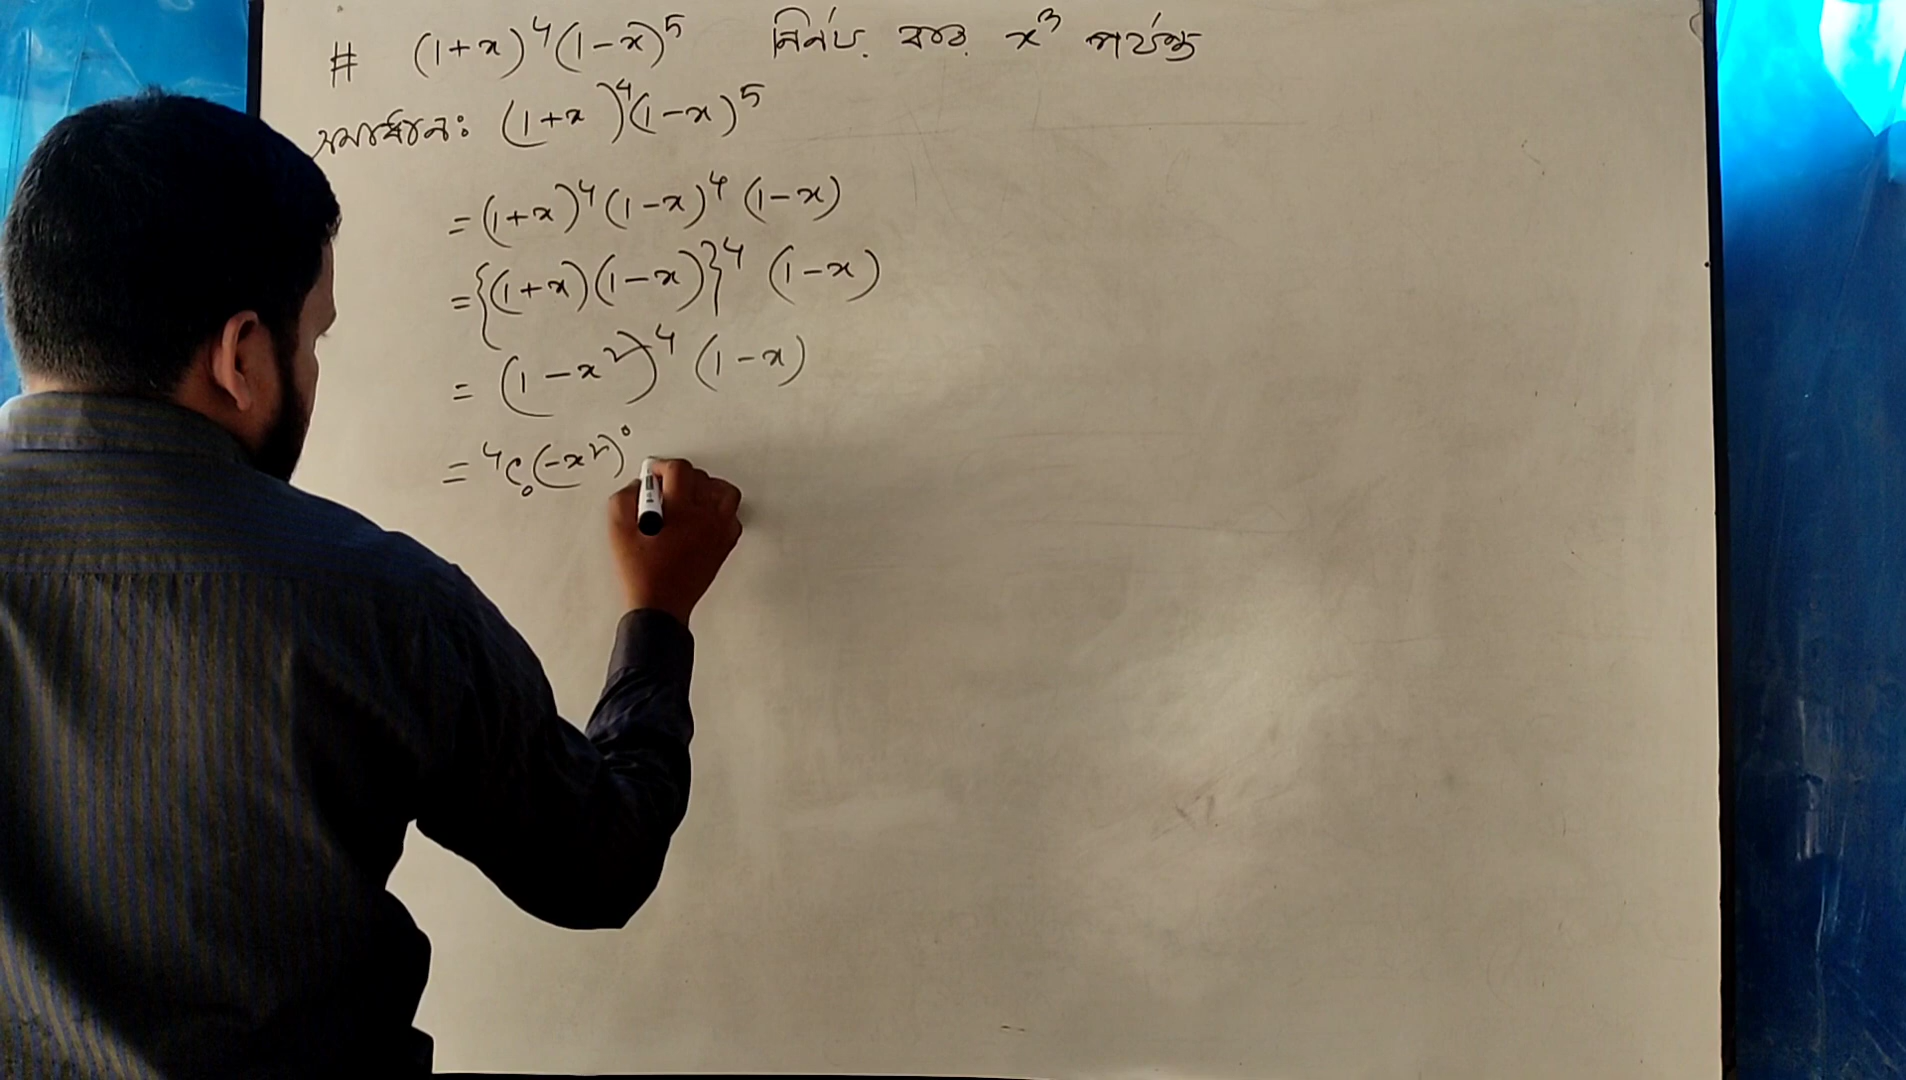 # (1+x)⁴(1-x)⁵ নির্ণয় কর x³ পর্যন্ত
সমাধান: (1+x)⁴(1-x)⁵
= (1+x)⁴(1-x)⁴(1-x)
= {(1+x)(1-x)}⁴ (1-x)
= (1-x²)⁴ (1-x)
= ⁴C₀(-x²)⁰